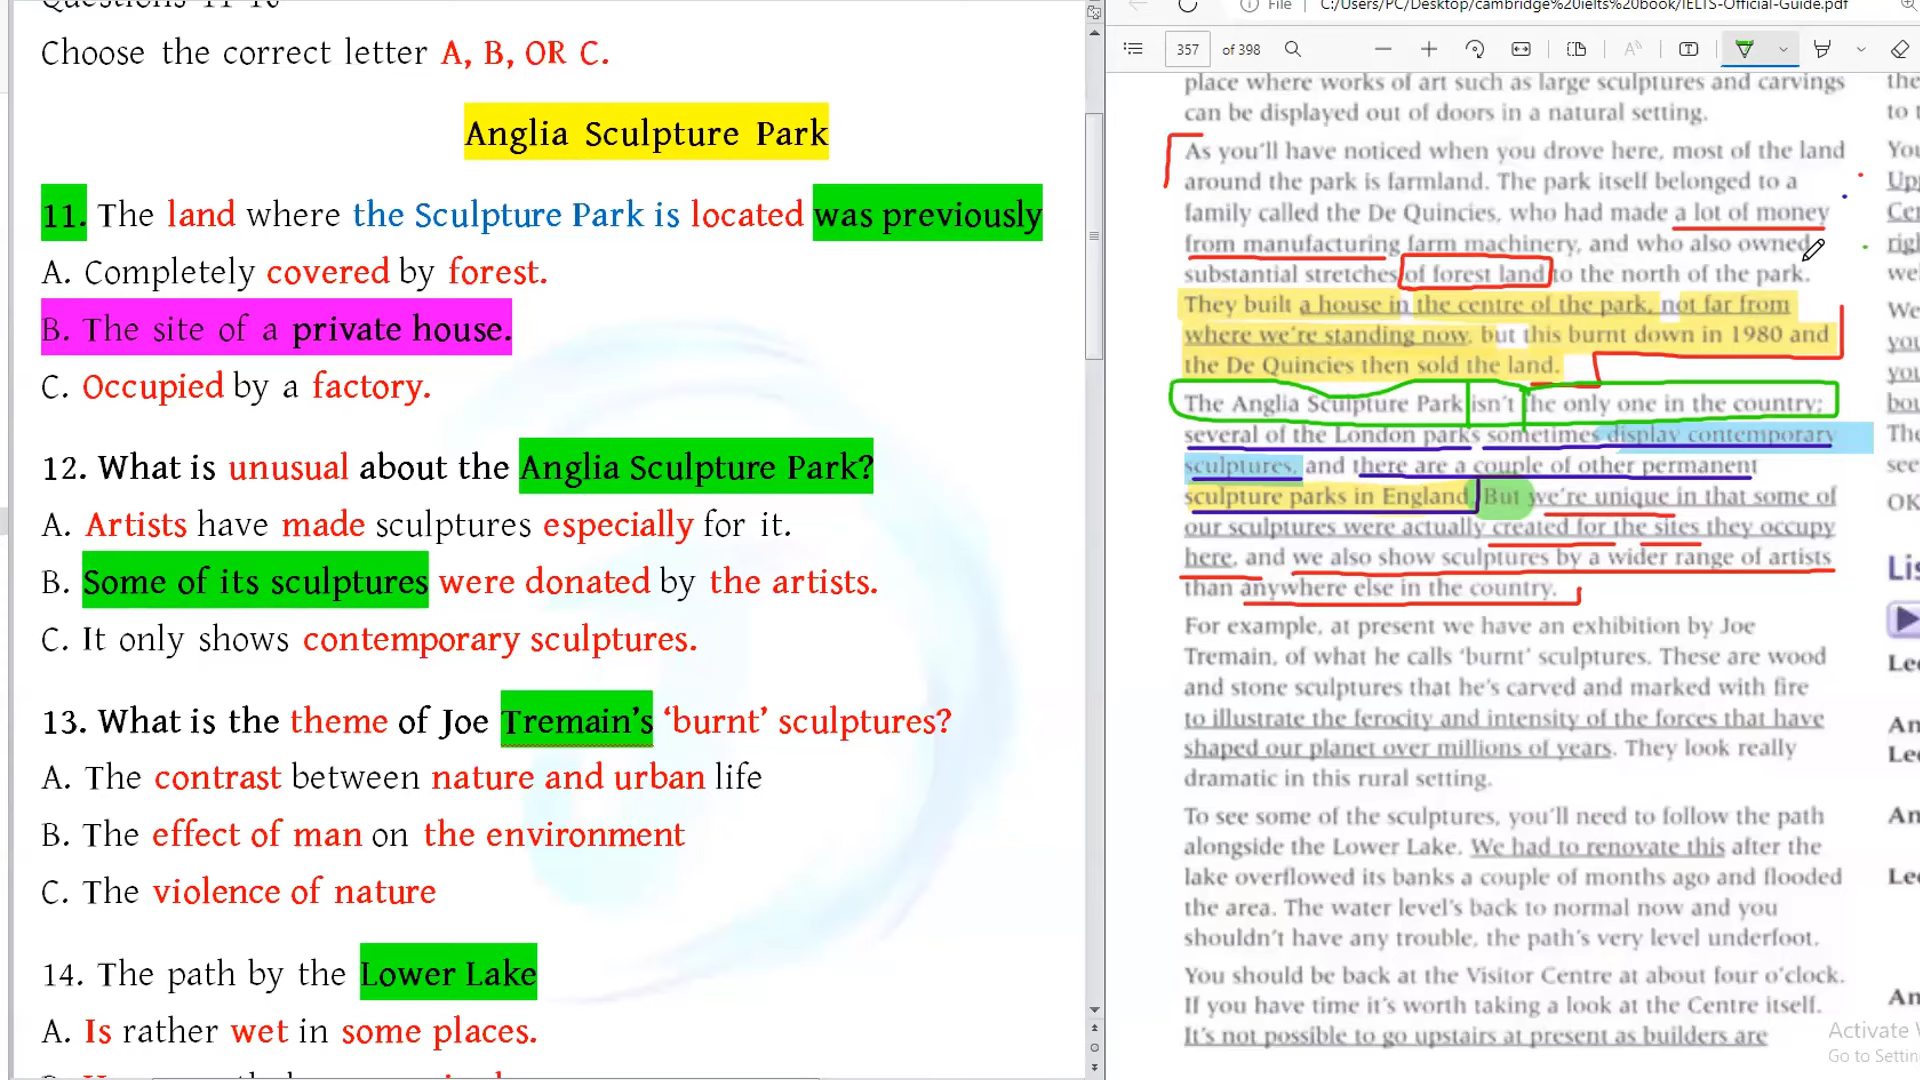 Questions 11-16
Choose the correct letter A, B, OR C.
Anglia Sculpture Park
11. The land where the Sculpture Park is located was previously
A. Completely covered by forest.
B. The site of a private house.
C. Occupied by a factory.
12. What is unusual about the Anglia Sculpture Park?
A. Artists have made sculptures especially for it.
B. Some of its sculptures were donated by the artists.
C. It only shows contemporary sculptures.
13. What is the theme of Joe Tremain’s ‘burnt’ sculptures?
A. The contrast between nature and urban life
B. The effect of man on the environment
C. The violence of nature
14. The path by the Lower Lake
A. Is rather wet in some places.
File C:/Users/PC/Desktop/cambridge%20ielts%20book/IELTS-Official-Guide.pdf
357 of 398
place where works of art such as large sculptures and carvings
can be displayed out of doors in a natural setting.
As you’ll have noticed when you drove here, most of the land
around the park is farmland. The park itself belonged to a
family called the De Quincies, who had made a lot of money
from manufacturing farm machinery, and who also owned
substantial stretches of forest land to the north of the park.
They built a house in the centre of the park, not far from
where we’re standing now, but this burnt down in 1980 and
the De Quincies then sold the land.
The Anglia Sculpture Park isn’t the only one in the country;
several of the London parks sometimes display contemporary
sculptures, and there are a couple of other permanent
sculpture parks in England. But we’re unique in that some of
our sculptures were actually created for the sites they occupy
here, and we also show sculptures by a wider range of artists
than anywhere else in the country.
For example, at present we have an exhibition by Joe
Tremain, of what he calls ‘burnt’ sculptures. These are wood
and stone sculptures that he’s carved and marked with fire
to illustrate the ferocity and intensity of the forces that have
shaped our planet over millions of years. They look really
dramatic in this rural setting.
To see some of the sculptures, you’ll need to follow the path
alongside the Lower Lake. We had to renovate this after the
lake overflowed its banks a couple of months ago and flooded
the area. The water level’s back to normal now and you
shouldn’t have any trouble, the path’s very level underfoot.
You should be back at the Visitor Centre at about four o’clock.
If you have time it’s worth taking a look at the Centre itself.
It’s not possible to go upstairs at present as builders are
OK